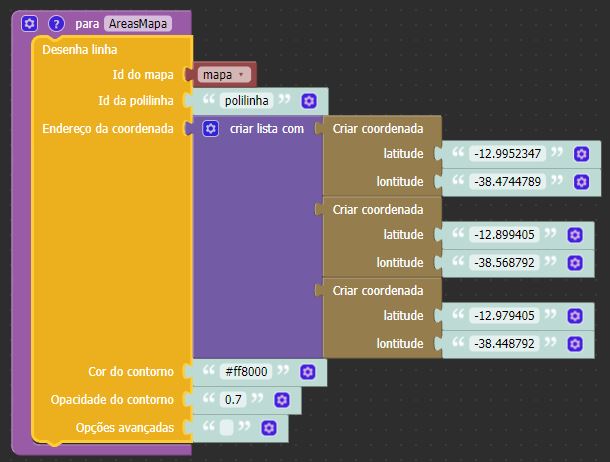 ? para AreasMapa
Desenha linha
Id do mapa mapa
Id da polilinha “ polilinha ”
Endereço da coordenada criar lista com Criar coordenada
latitude “ -12.9952347 ”
lontitude “ -38.4744789 ”
Criar coordenada
latitude “ -12.899405 ”
lontitude “ -38.568792 ”
Criar coordenada
latitude “ -12.979405 ”
lontitude “ -38.448792 ”
Cor do contorno “ #ff8000 ”
Opacidade do contorno “ 0.7 ”
Opções avançadas “ ”